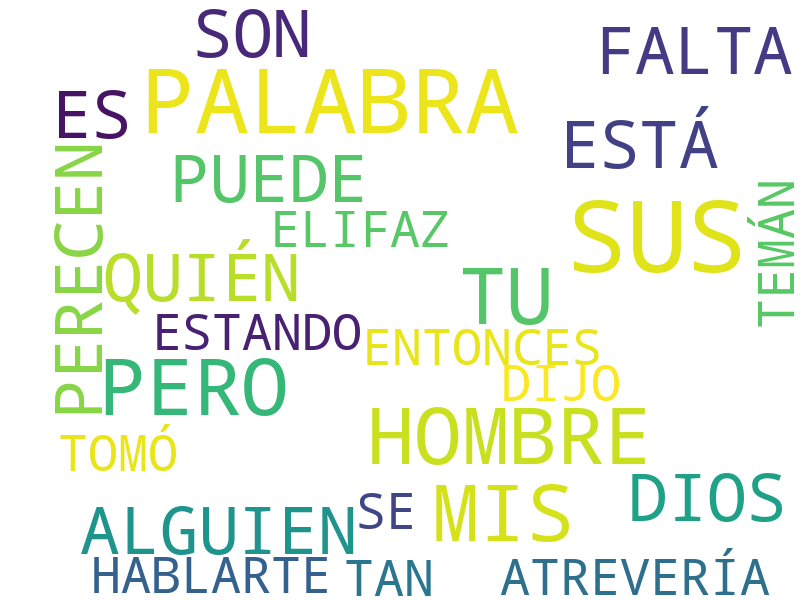 SON
FALTA
PALABRA
ES
ESTÁ
PUEDE
PERECEN
SUS
TEMÁN
ELIFAZ
QUIÉN
TU
ESTANDO
ENTONCES
PERO
DIJO
HOMBRE
TOMÓ
DIOS
MIS
SE
ALGUIEN
HABLARTE
TAN
ATREVERÍA